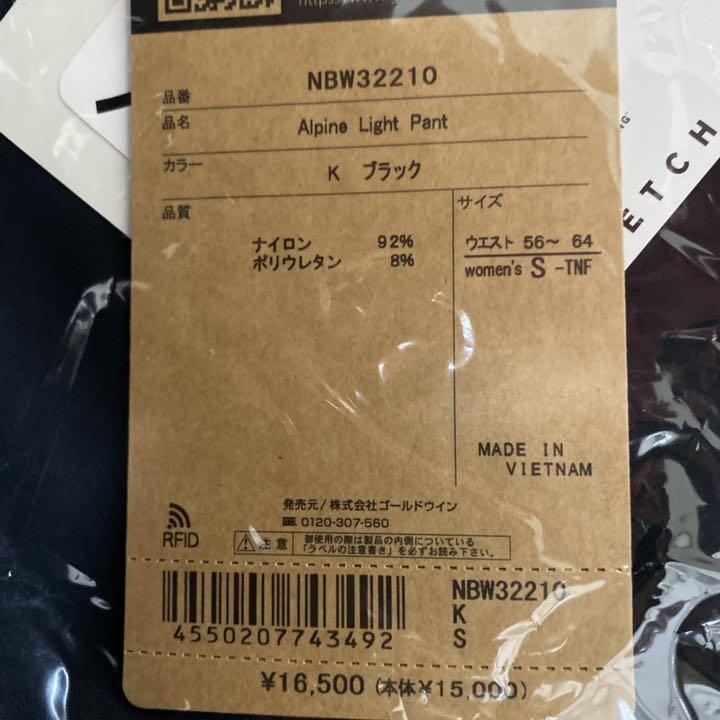 品番 NBW32210
品名 Alpine Light Pant
カラー K ブラック
品質
ナイロン 92%
ポリウレタン 8%
サイズ
ウエスト 56〜 64
women's S -TNF
MADE IN
VIETNAM
発売元/株式会社ゴールドウイン
0120-307-560
RFID
注意 御使用の際は製品の内側についている
「ラベルの注意書き」を必ずお読み下さい。
4550207743492
NBW32210
K
S
¥16,500 (本体¥15,000)
ETCH